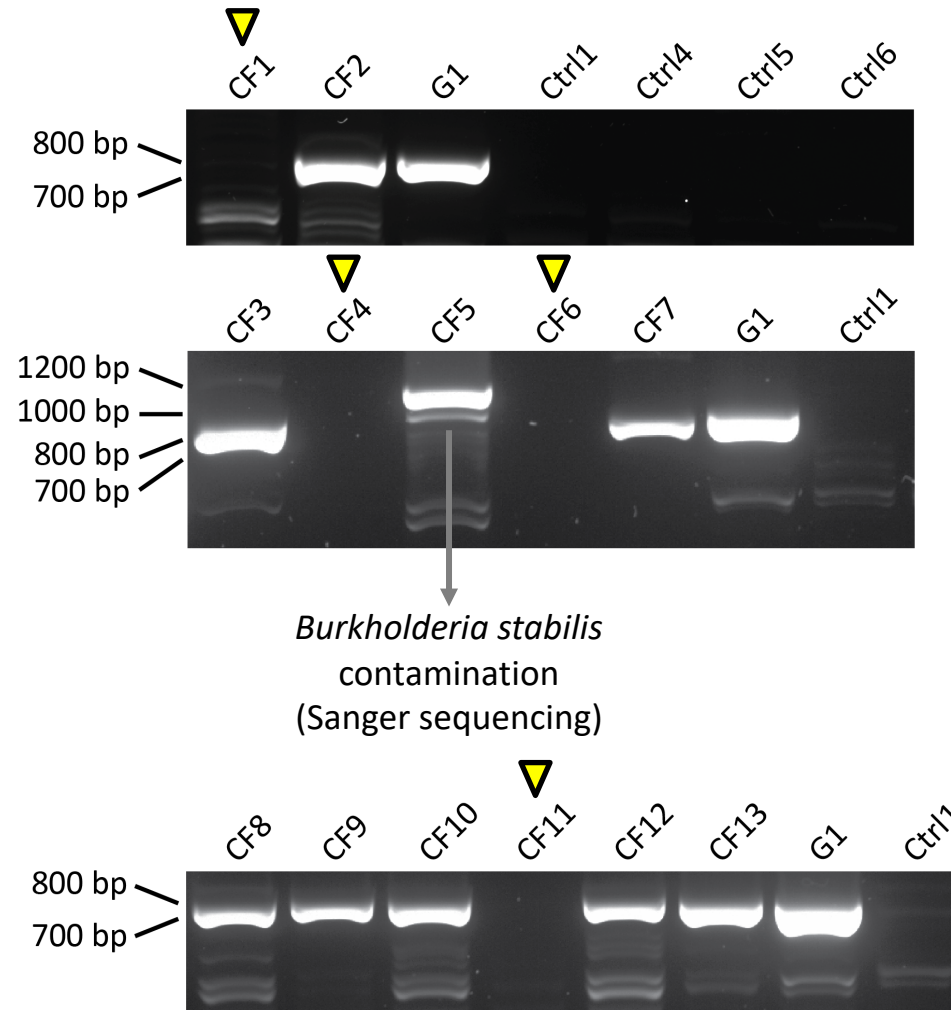 CF1 CF2 G1 Ctrl1 Ctrl4 Ctrl5 Ctrl6
800 bp
700 bp
CF3 CF4 CF5 CF6 CF7 G1 Ctrl1
1200 bp
1000 bp
800 bp
700 bp
Burkholderia stabilis
contamination
(Sanger sequencing)
CF8 CF9 CF10 CF11 CF12 CF13 G1 Ctrl1
800 bp
700 bp